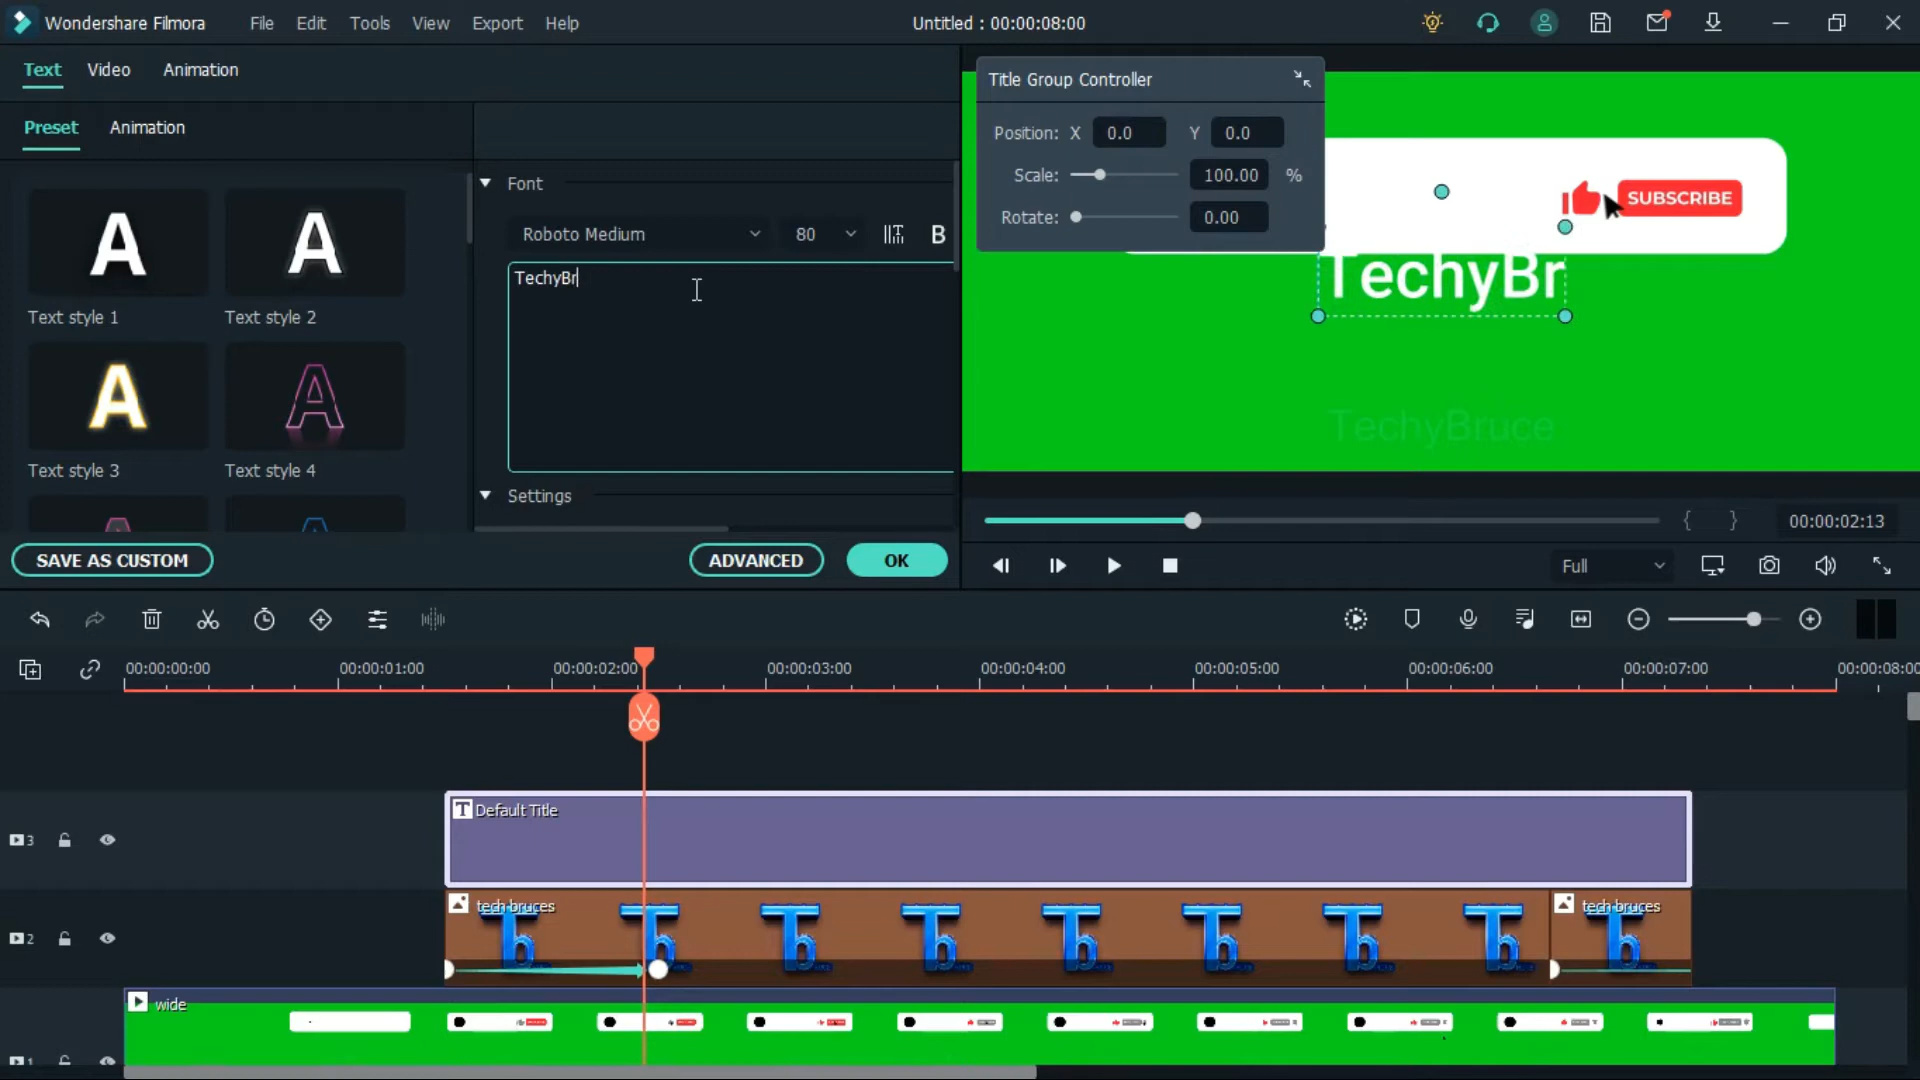 Wondershare Filmora File Edit Tools View Export Help Untitled : 00:00:08:00
Text Video Animation
Preset Animation
Text style 1
Text style 2
Text style 3
Text style 4
Font
Roboto Medium 80 B
TechyBr
Settings
SAVE AS CUSTOM ADVANCED OK
Title Group Controller
Position: X 0.0 Y 0.0
Scale: 100.00 %
Rotate: 0.00
SUBSCRIBE
TechyBr
TechyBruce
{ } 00:00:02:13
Full
00:00:00:00 00:00:01:00 00:00:02:00 00:00:03:00 00:00:04:00 00:00:05:00 00:00:06:00 00:00:07:00 00:00:08:00
3 T Default Title
2 tech bruces tech bruces
1 wide